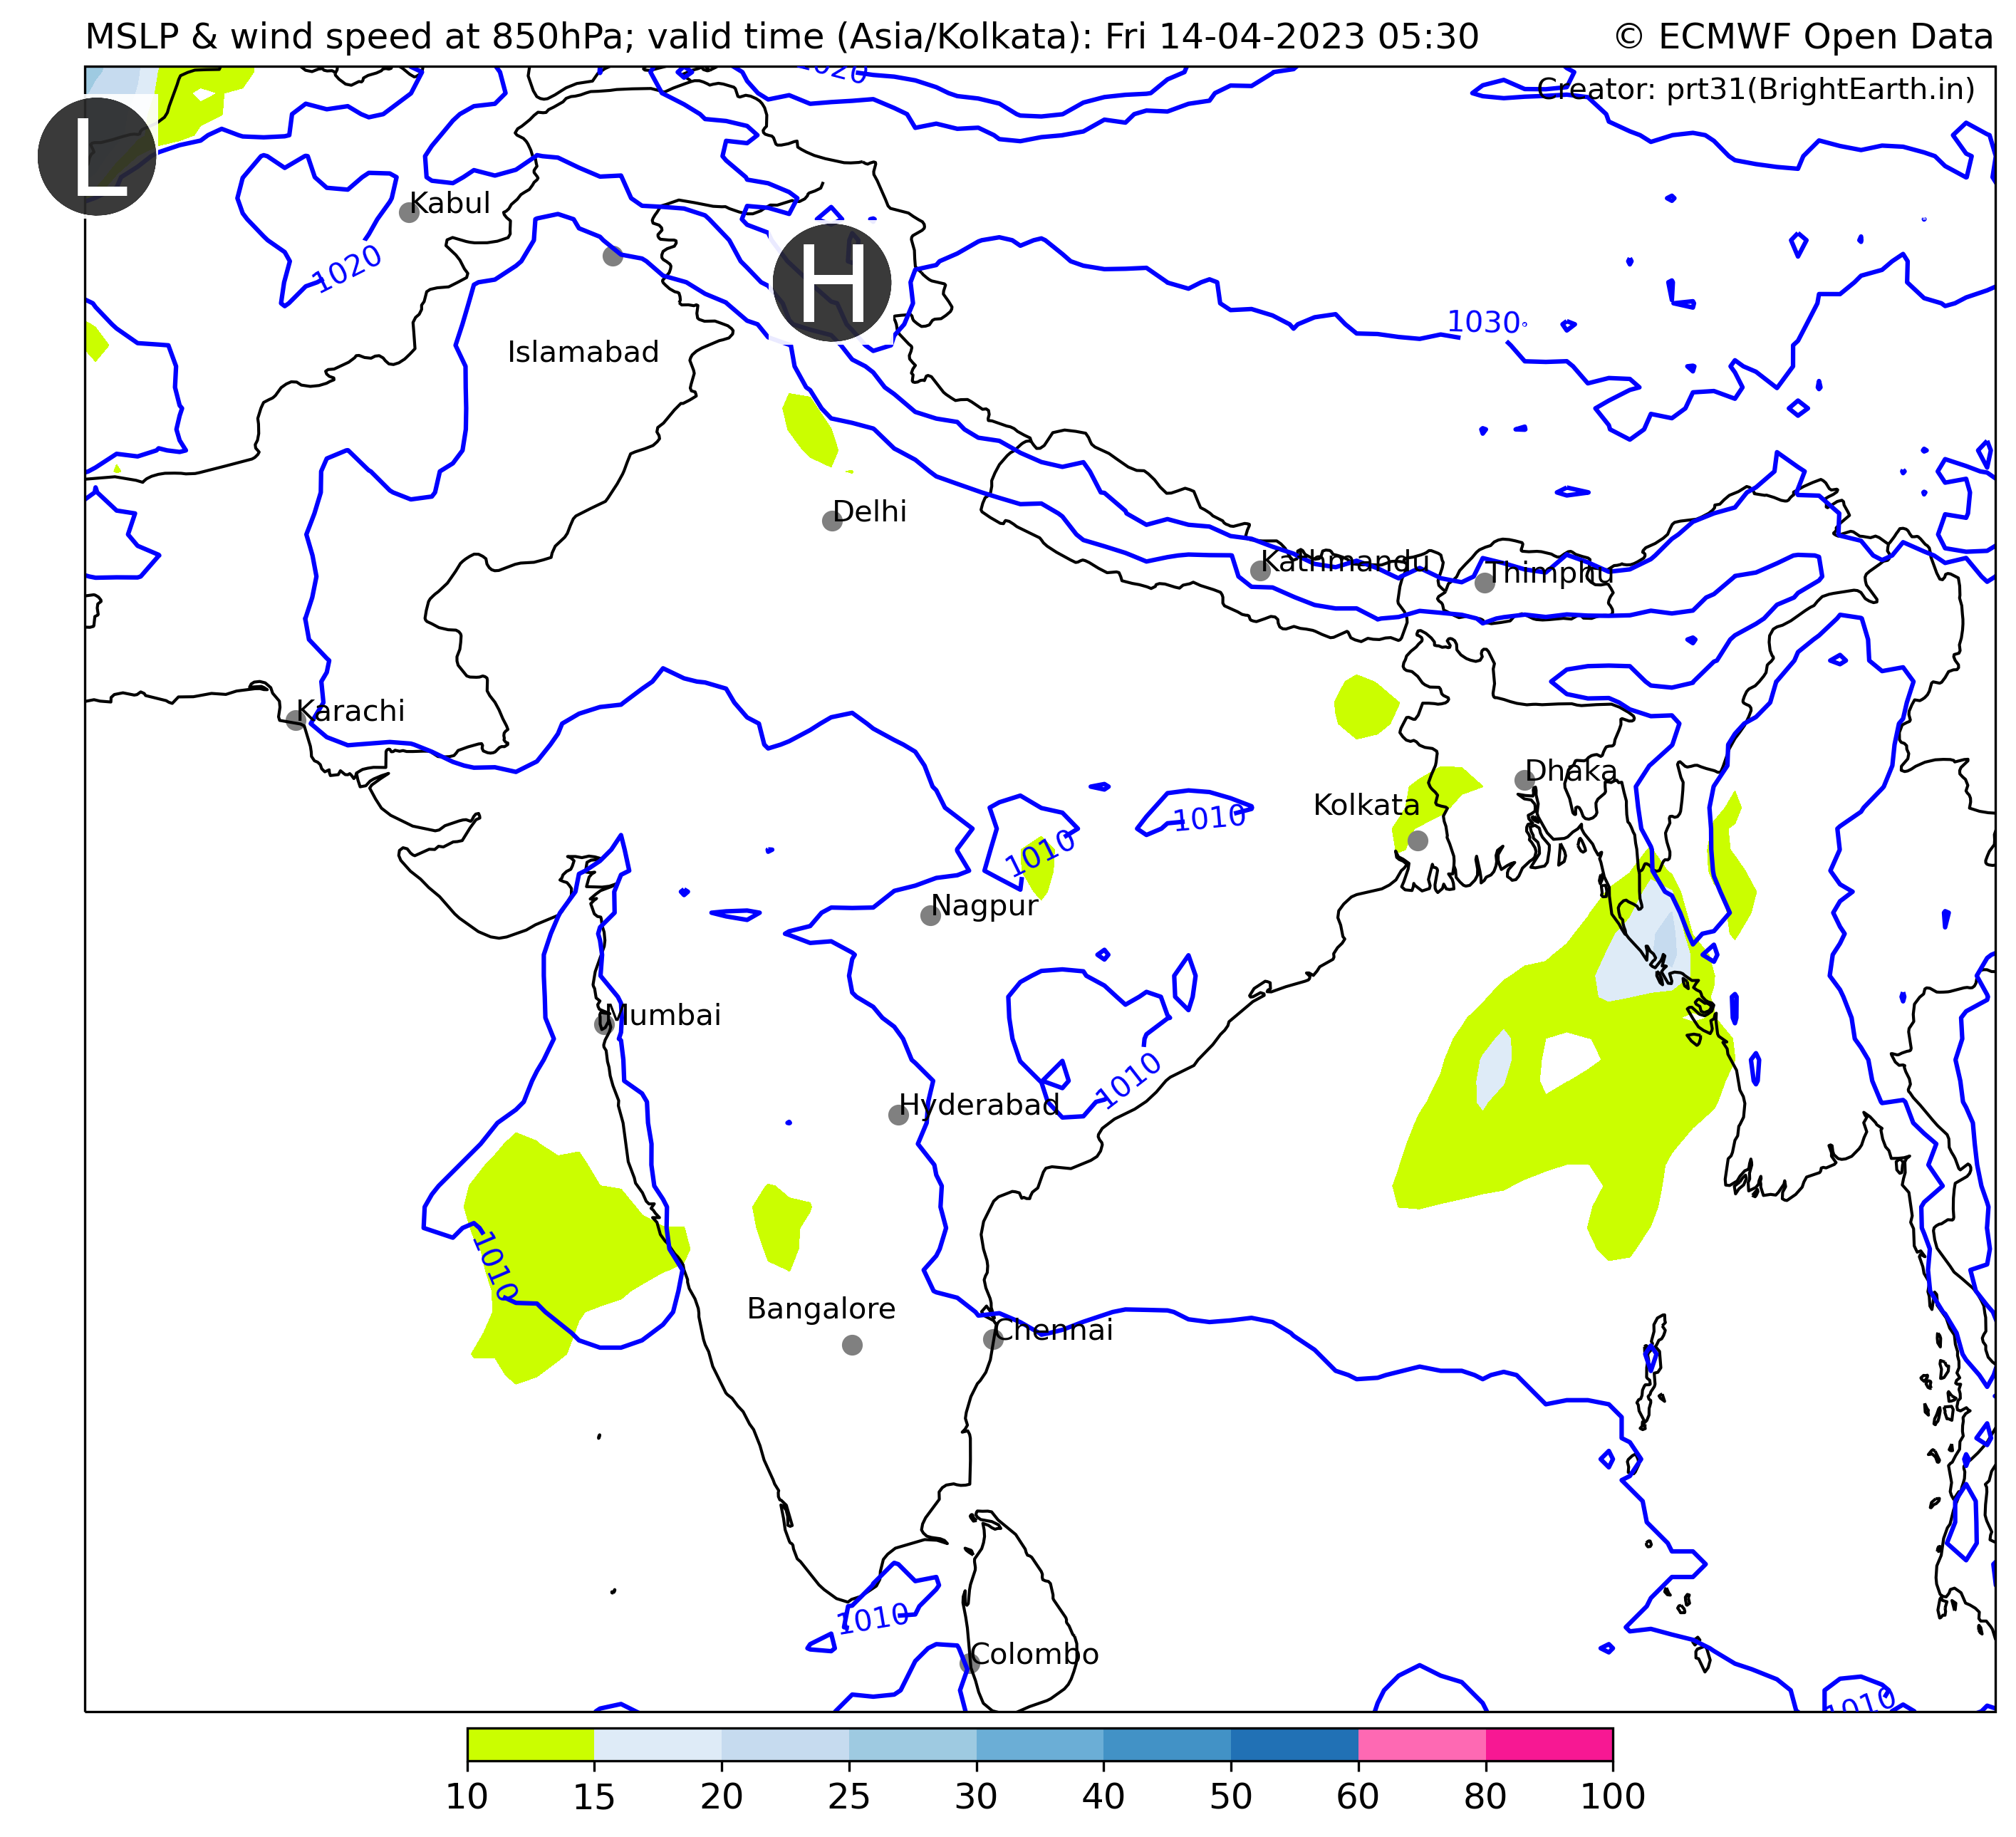 MSLP & wind speed at 850hPa; valid time (Asia/Kolkata): Fri 14-04-2023 05:30
© ECMWF Open Data
Creator: prt31(BrightEarth.in)
1020
L
Kabul
1020
H
1030
Islamabad
Delhi
Kathmandu
Thimphu
Karachi
Dhaka
Kolkata
1010
1010
Nagpur
Mumbai
1010
Hyderabad
1010
Bangalore
Chennai
1010
Colombo
1010
10 15 20 25 30 40 50 60 80 100